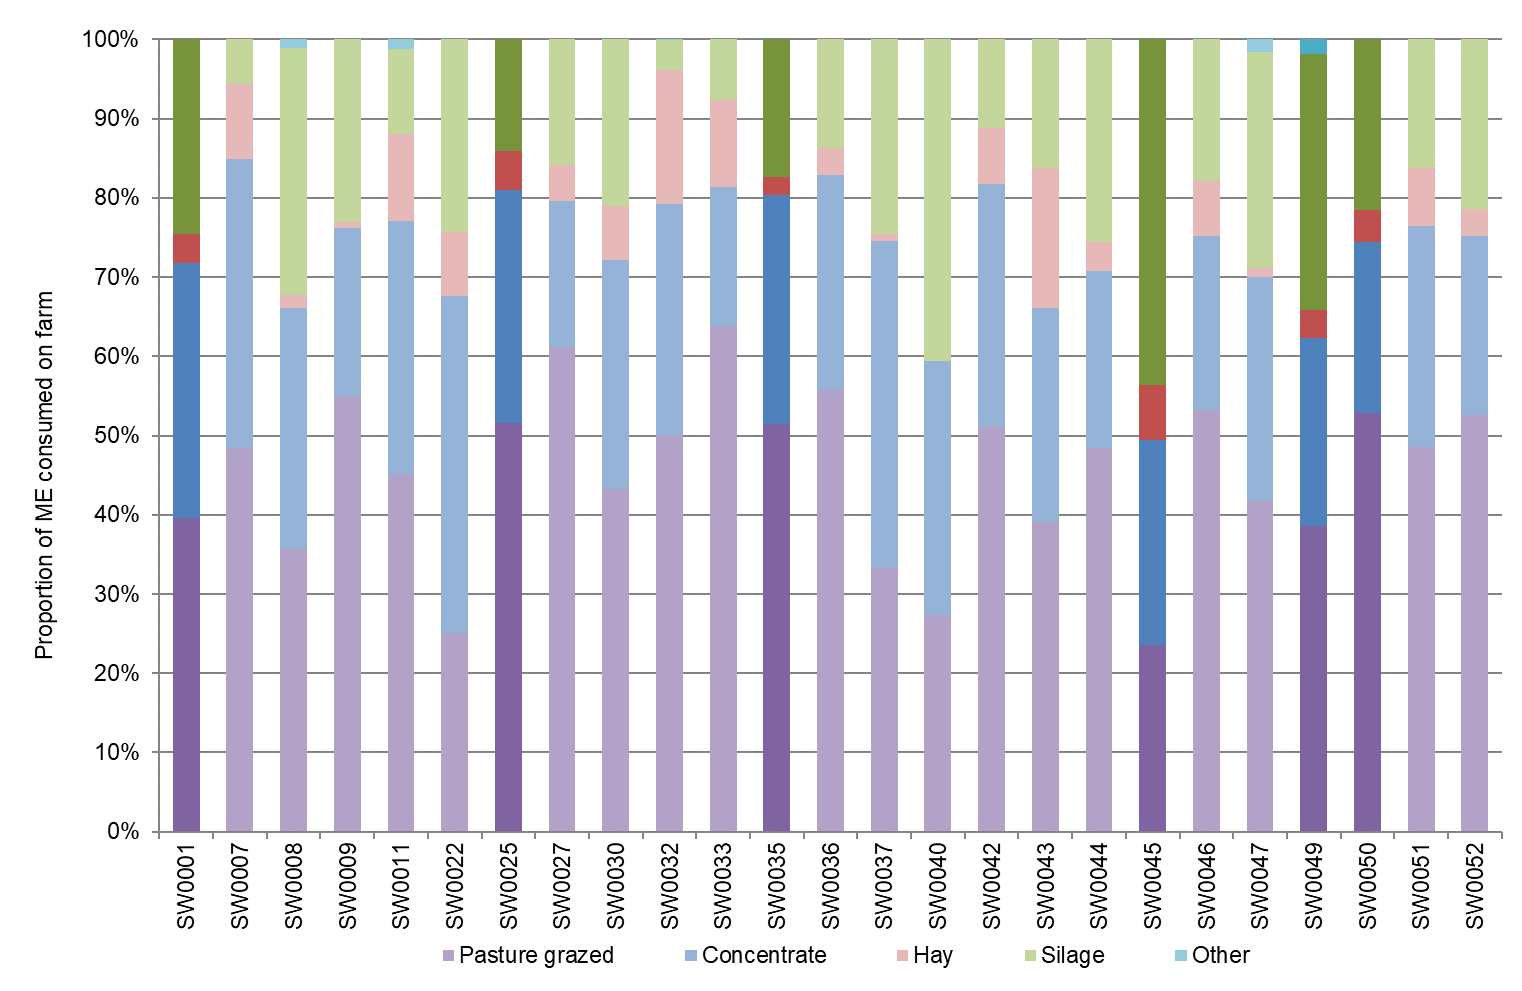 100%
90%
80%
70%
60%
50%
40%
30%
20%
10%
0%
Proportion of ME consumed on farm
SW0001
SW0007
SW0008
SW0009
SW0011
SW0022
SW0025
SW0027
SW0030
SW0032
SW0033
SW0035
SW0036
SW0037
SW0040
SW0042
SW0043
SW0044
SW0045
SW0046
SW0047
SW0049
SW0050
SW0051
SW0052
Pasture grazed Concentrate Hay Silage Other